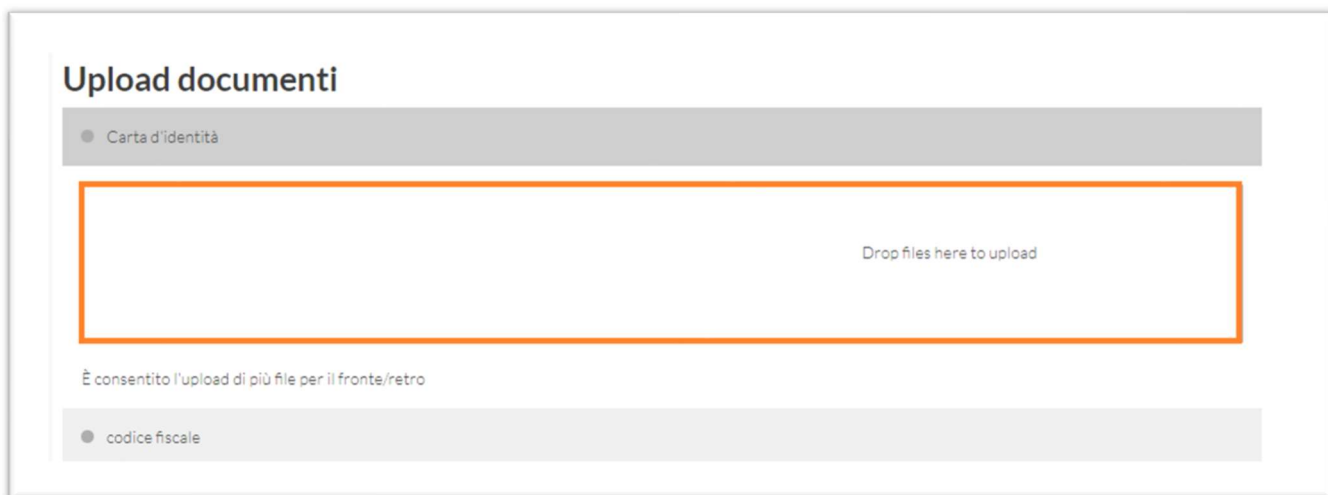 Upload documenti
Carta d'identità
Drop files here to upload
È consentito l'upload di più file per il fronte/retro
codice fiscale